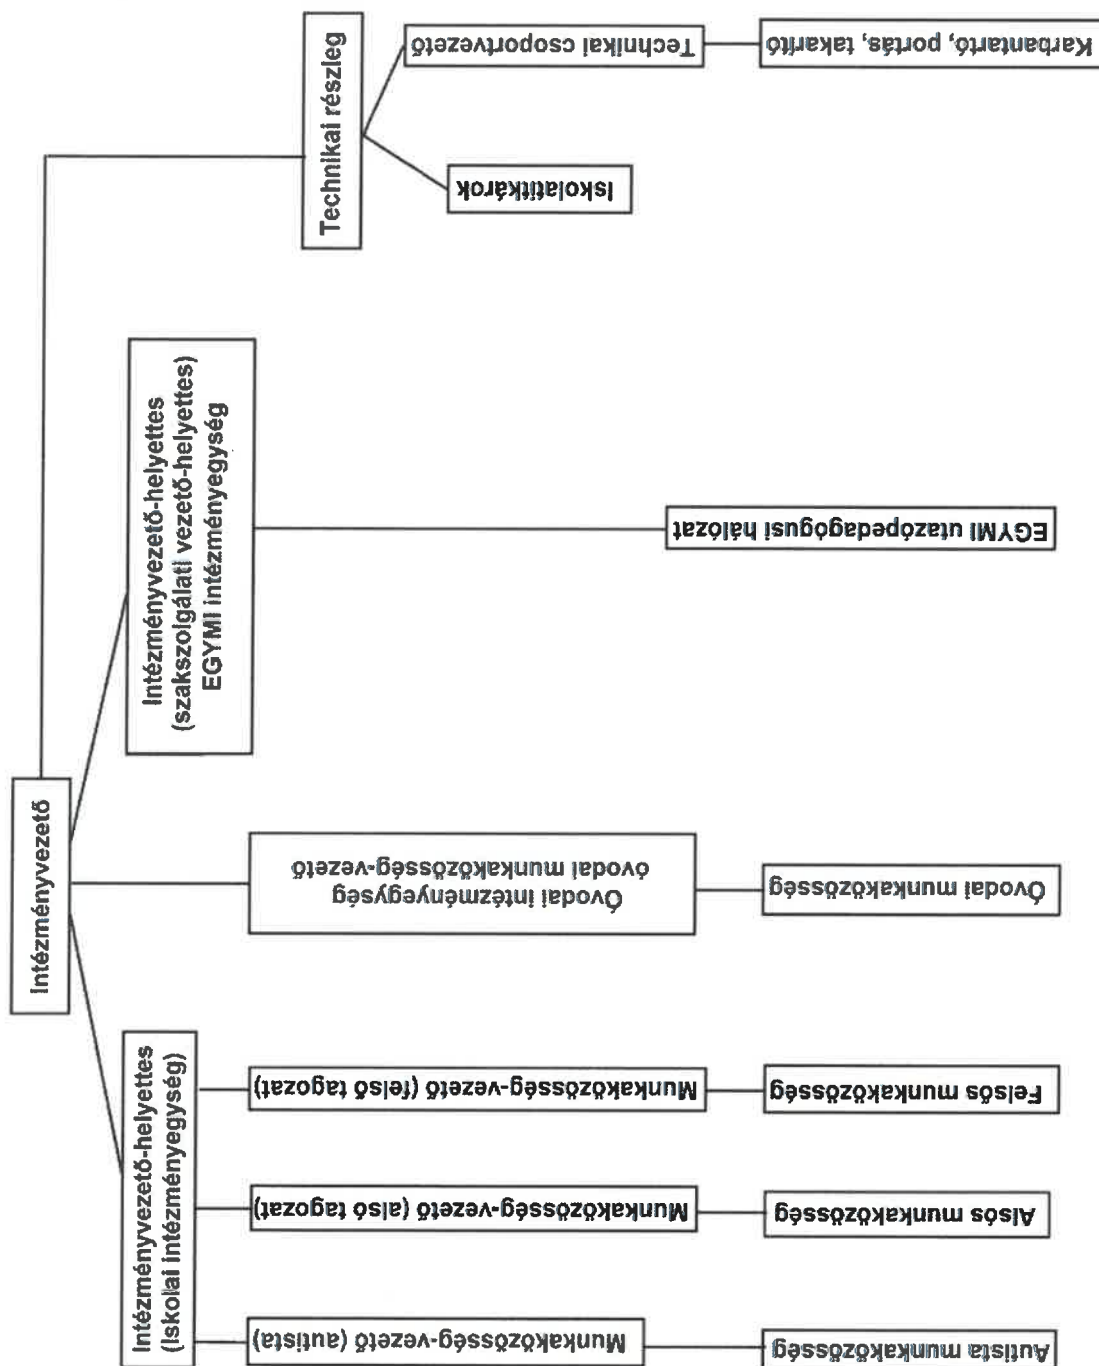 Intézményvezető
Intézményvezető-helyettes
(Iskolai intézményegység)
Intézményvezető-helyettes
(szakszolgálati vezető-helyettes)
EGYMI intézményegység
Technikai részleg
Munkaközösség-vezető (autista)
Munkaközösség-vezető (alsó tagozat)
Munkaközösség-vezető (felső tagozat)
Óvodai intézményegység
óvodai munkaközösség-vezető
Iskolatitkárok
Technikai csoportvezető
Autista munkaközösség
Alsós munkaközösség
Felsős munkaközösség
Óvodai munkaközösség
EGYMI utazópedagógusi hálózat
Karbantartó, portás, takarító